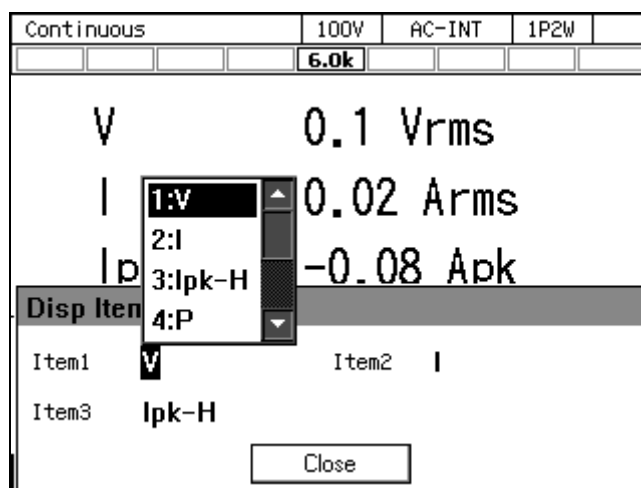 Continuous 100V AC-INT 1P2W
6.0k
V 0.1 Vrms
I 0.02 Arms
Ip -0.08 Apk
1:V
2:I
3:Ipk-H
4:P
Disp Iten
Item1 V Item2 I
Item3 Ipk-H
Close